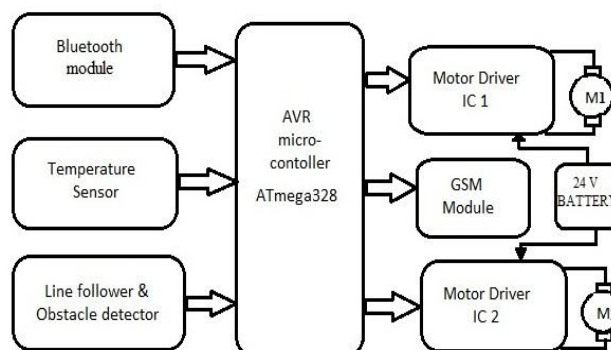 Bluetooth
module
Temperature
Sensor
Line follower &
Obstacle detector
AVR
micro-
contoller
ATmega328
Motor Driver
IC 1
M1
GSM
Module
24 V
BATTERY
Motor Driver
IC 2